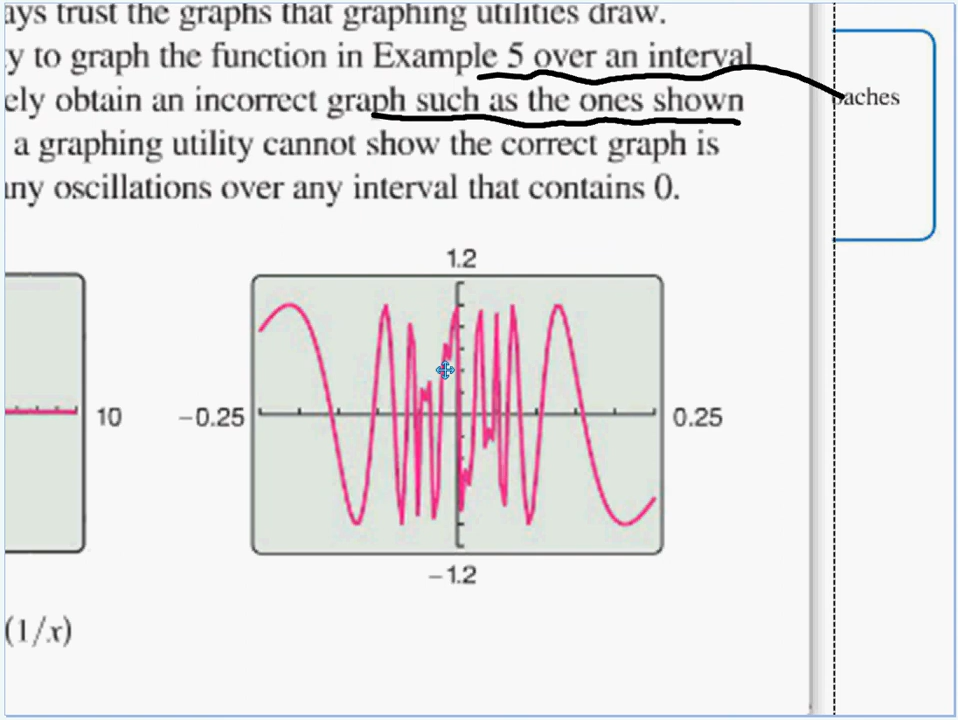 ays trust the graphs that graphing utilities draw.
y to graph the function in Example 5 over an interval
ely obtain an incorrect graph such as the ones shown
a graphing utility cannot show the correct graph is
ny oscillations over any interval that contains 0.
aches
1.2
10
−0.25
0.25
−1.2
(1/x)